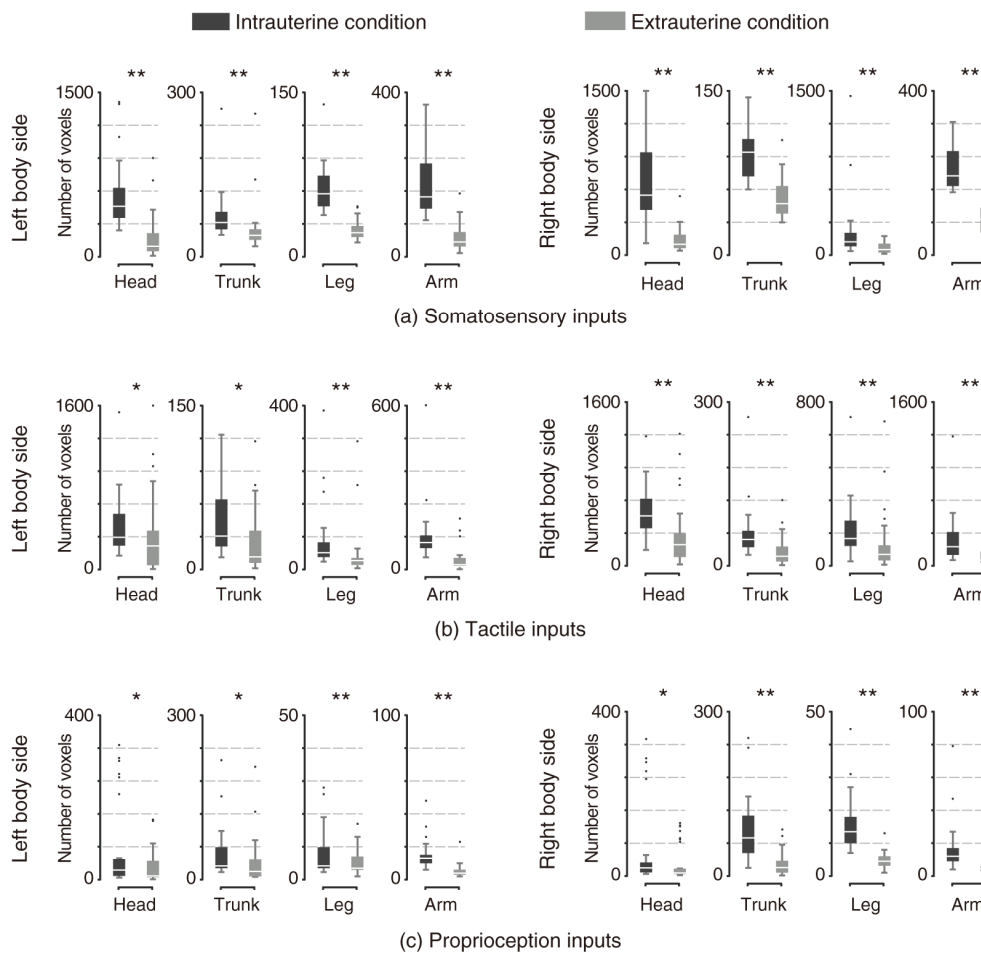 Intrauterine condition Extrauterine condition
** ** ** ** ** ** ** **
1500 300 150 400 1500 150 1500 400
Left body side Number of voxels Right body side Number of voxels
0 0 0 0 0 0 0 0
Head Trunk Leg Arm Head Trunk Leg Arm
(a) Somatosensory inputs
* * ** ** ** ** ** **
1600 150 400 600 1600 300 800 1600
Left body side Number of voxels Right body side Number of voxels
0 0 0 0 0 0 0 0
Head Trunk Leg Arm Head Trunk Leg Arm
(b) Tactile inputs
* * ** ** * ** ** **
400 300 50 100 400 300 50 100
Left body side Number of voxels Right body side Number of voxels
0 0 0 0 0 0 0 0
Head Trunk Leg Arm Head Trunk Leg Arm
(c) Proprioception inputs